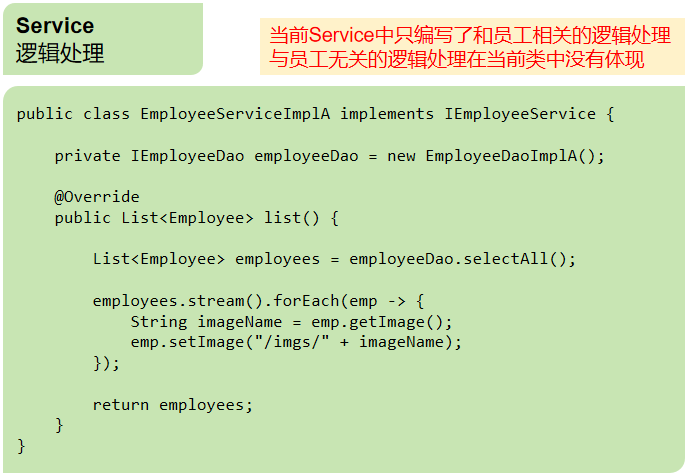 Service
逻辑处理
当前Service中只编写了和员工相关的逻辑处理
与员工无关的逻辑处理在当前类中没有体现
public class EmployeeServiceImplA implements IEmployeeService {
    private IEmployeeDao employeeDao = new EmployeeDaoImplA();
    @Override
    public List<Employee> list() {
        List<Employee> employees = employeeDao.selectAll();
        employees.stream().forEach(emp -> {
            String imageName = emp.getImage();
            emp.setImage("/imgs/" + imageName);
        });
        return employees;
    }
}